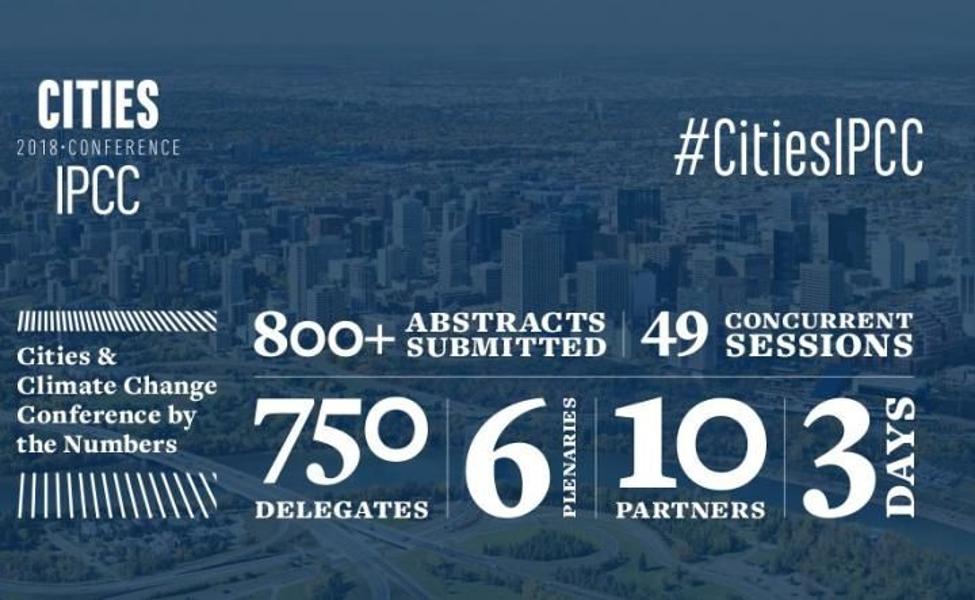 CITIES
2018·CONFERENCE
IPCC
#CitiesIPCC
Cities &
Climate Change
Conference by
the Numbers
800+ ABSTRACTS
SUBMITTED
49 CONCURRENT
SESSIONS
750
DELEGATES
6 PLENARIES
10
PARTNERS
3 DAYS